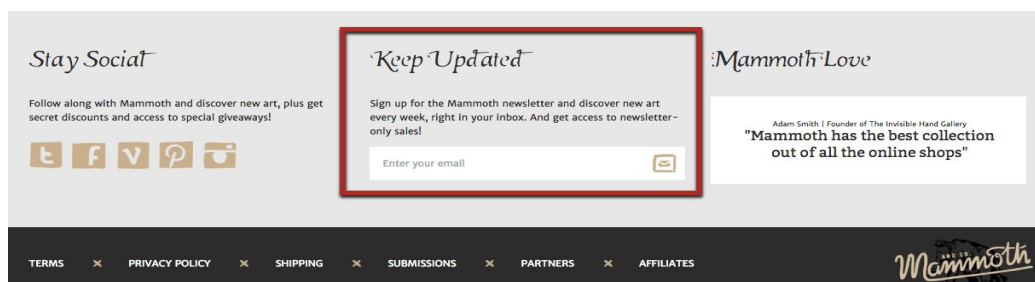 Stay Social
Follow along with Mammoth and discover new art, plus get
secret discounts and access to special giveaways!
Keep Updated
Sign up for the Mammoth newsletter and discover new art
every week, right in your inbox. And get access to newsletter-
only sales!
Enter your email
Mammoth Love
Adam Smith | Founder of The Invisible Hand Gallery
"Mammoth has the best collection
out of all the online shops"
TERMS × PRIVACY POLICY × SHIPPING × SUBMISSIONS × PARTNERS × AFFILIATES
Mammoth
AND CO.